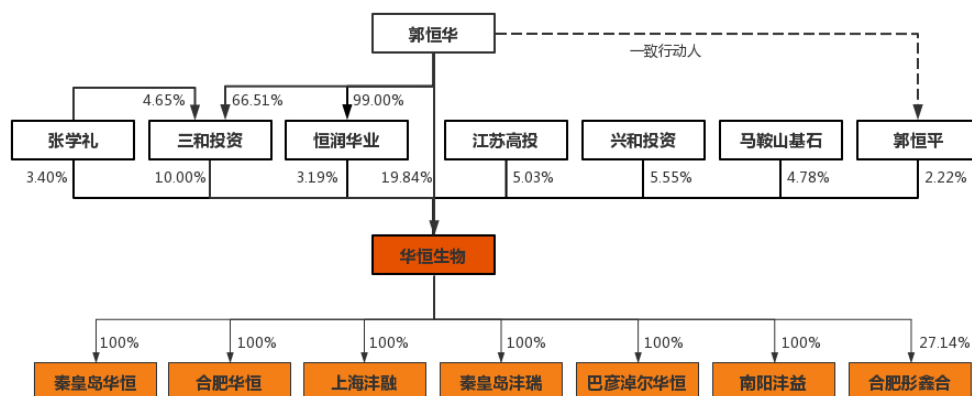 郭恒华
一致行动人
4.65%
66.51%
99.00%
张学礼
三和投资
恒润华业
江苏高投
兴和投资
马鞍山基石
郭恒平
3.40%
10.00%
3.19%
19.84%
5.03%
5.55%
4.78%
2.22%
华恒生物
100%
100%
100%
100%
100%
100%
27.14%
秦皇岛华恒
合肥华恒
上海沣融
秦皇岛沣瑞
巴彦淖尔华恒
南阳沣益
合肥彤鑫合